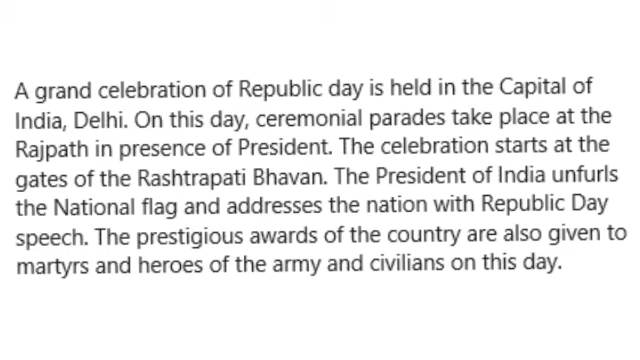 A grand celebration of Republic day is held in the Capital of
India, Delhi. On this day, ceremonial parades take place at the
Rajpath in presence of President. The celebration starts at the
gates of the Rashtrapati Bhavan. The President of India unfurls
the National flag and addresses the nation with Republic Day
speech. The prestigious awards of the country are also given to
martyrs and heroes of the army and civilians on this day.